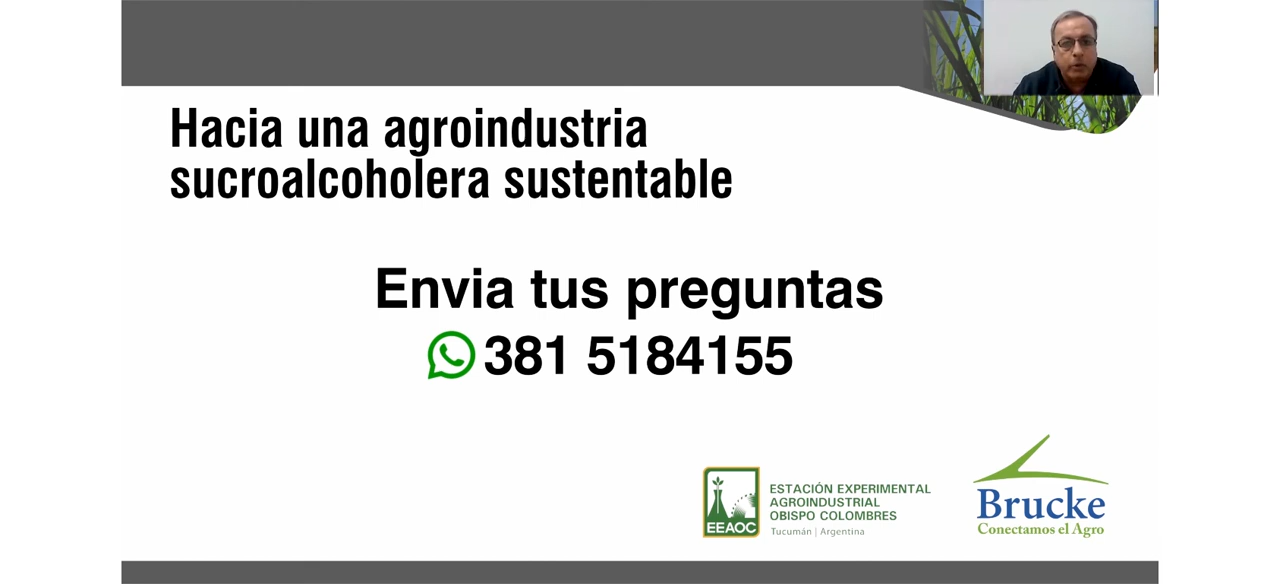 Hacia una agroindustria
sucroalcoholera sustentable
Envia tus preguntas
381 5184155
EEAOC
ESTACIÓN EXPERIMENTAL
AGROINDUSTRIAL
OBISPO COLOMBRES
Tucumán | Argentina
Brucke
Conectamos el Agro